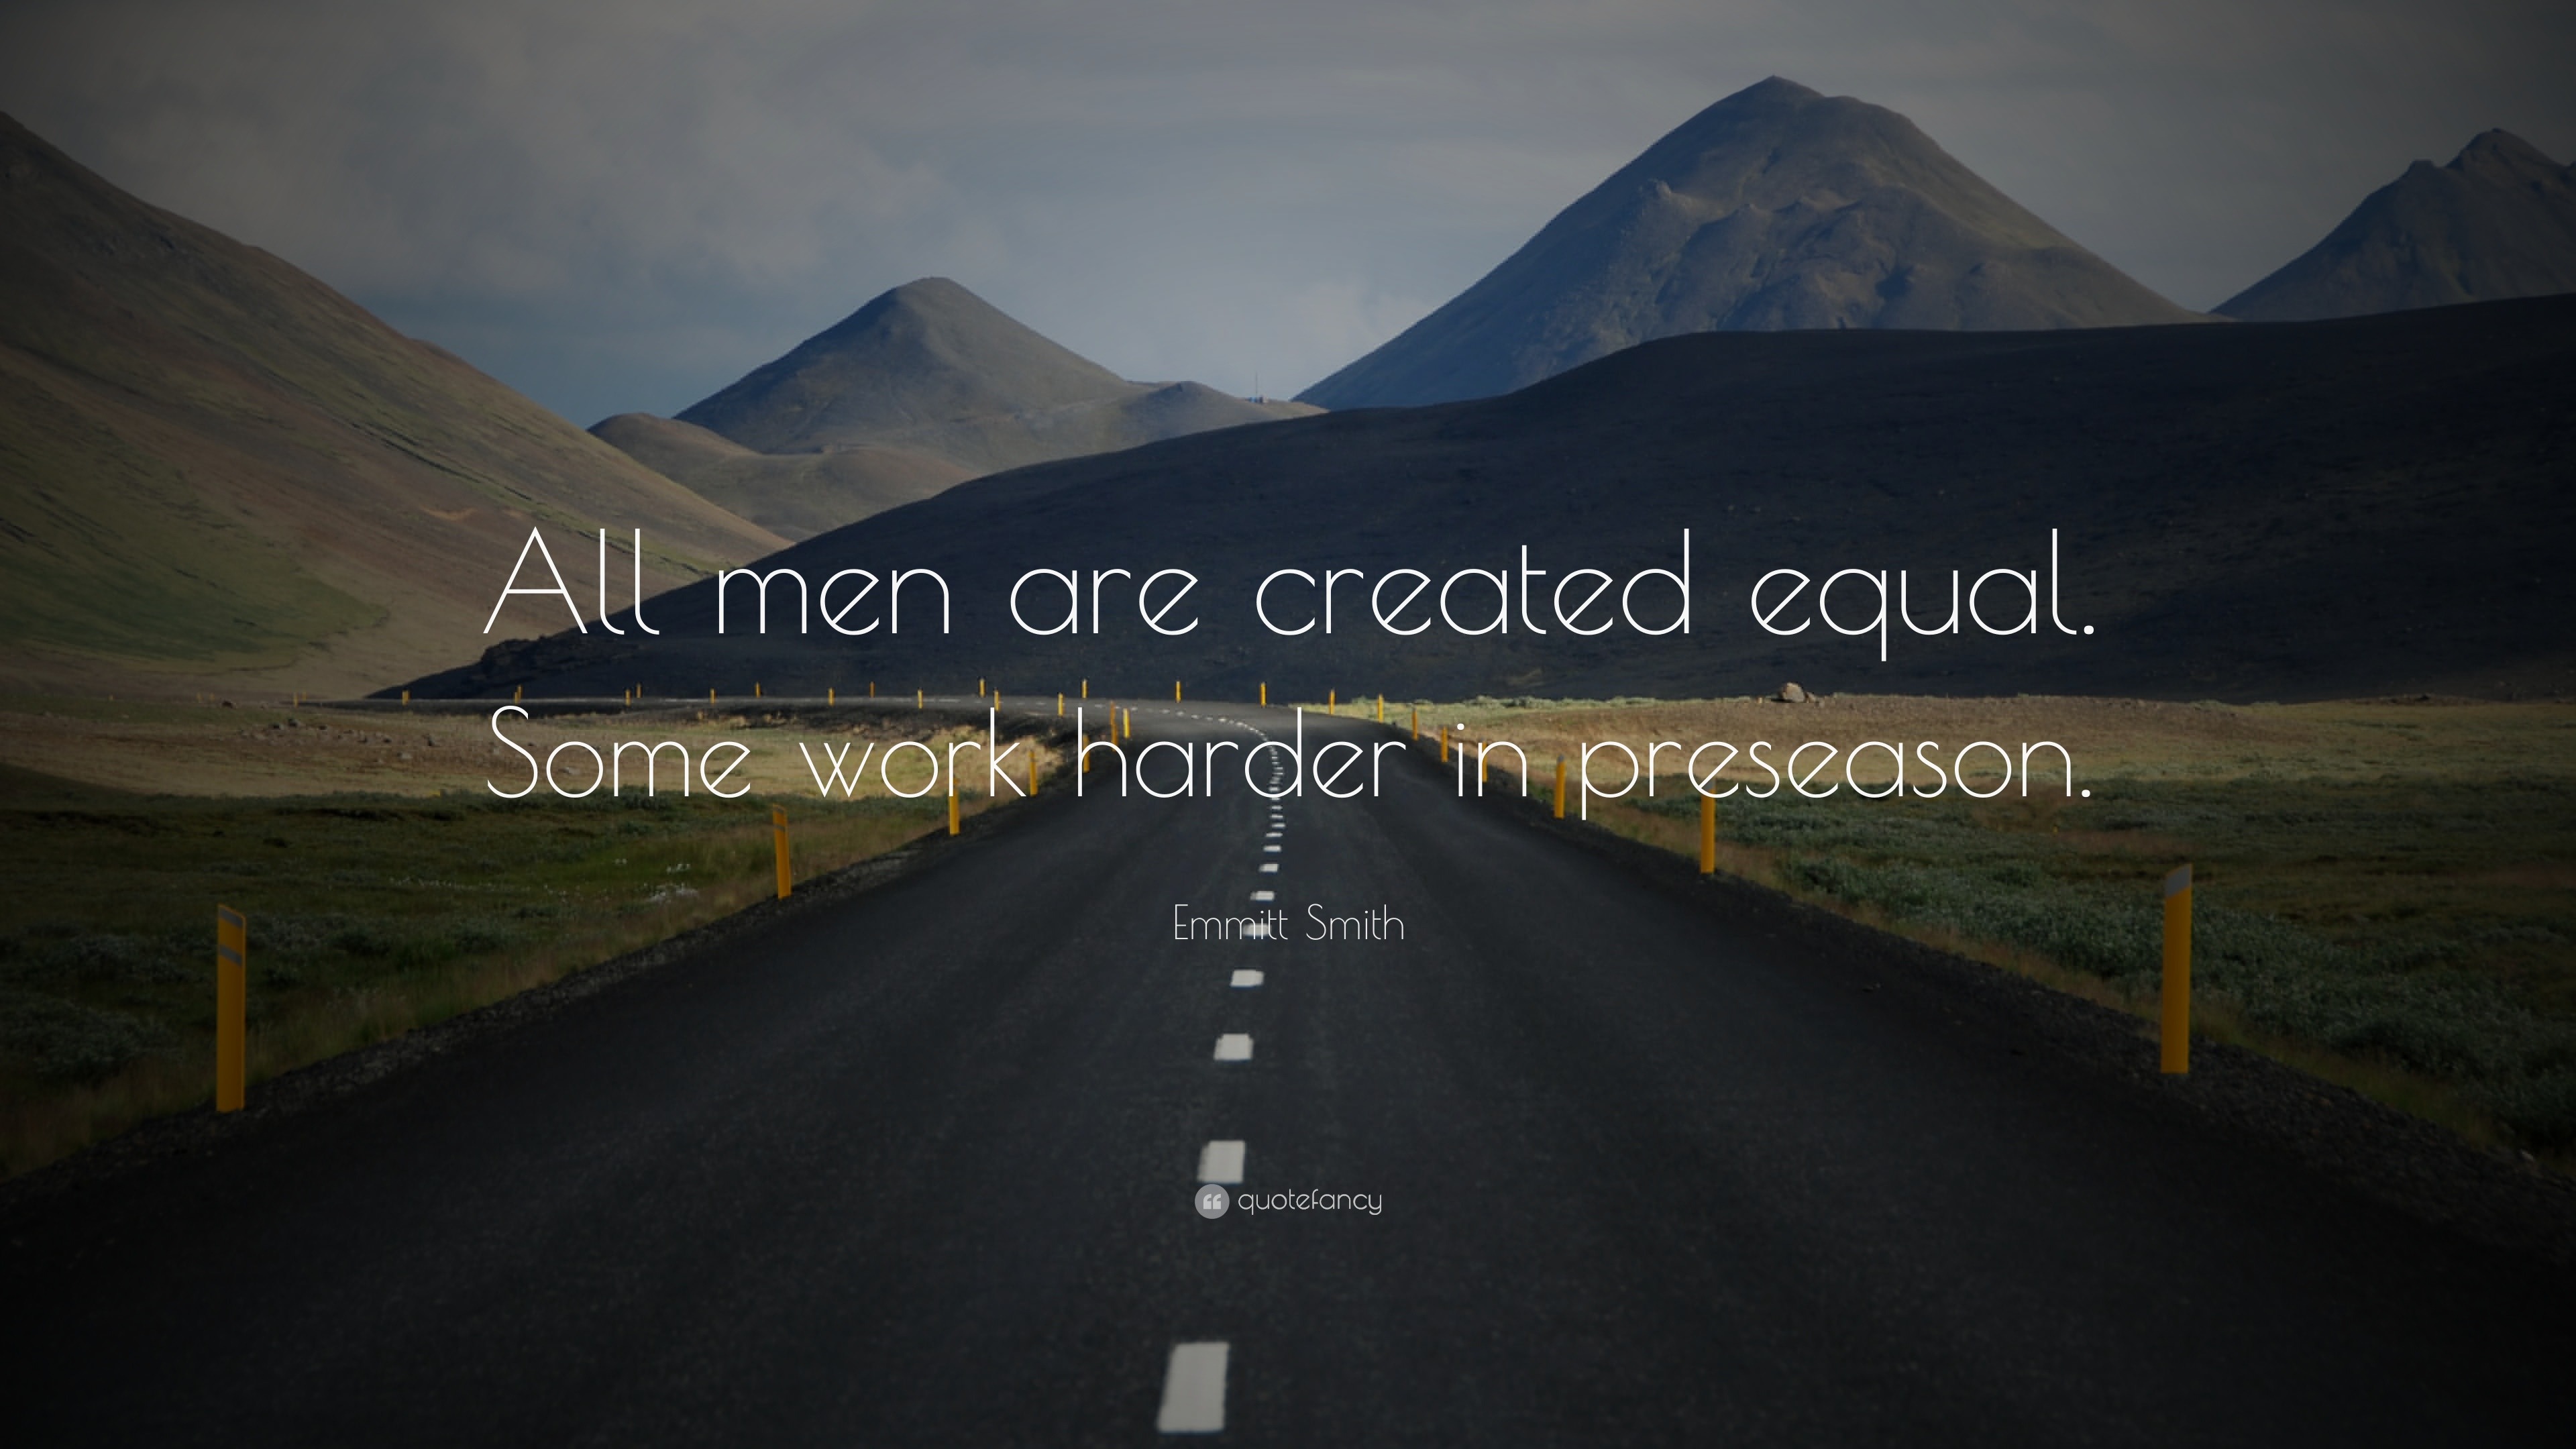 All men are created equal.
Some work harder in preseason.
Emmitt Smith
quotefancy